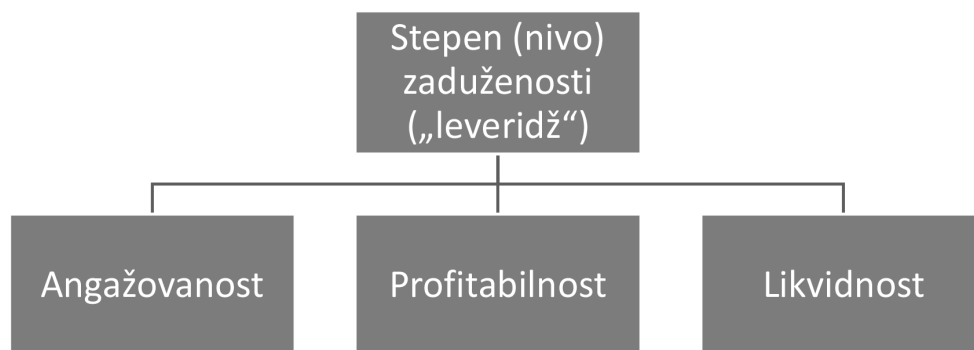 Stepen (nivo)
zaduženosti
(„leveridž“)
Angažovanost
Profitabilnost
Likvidnost